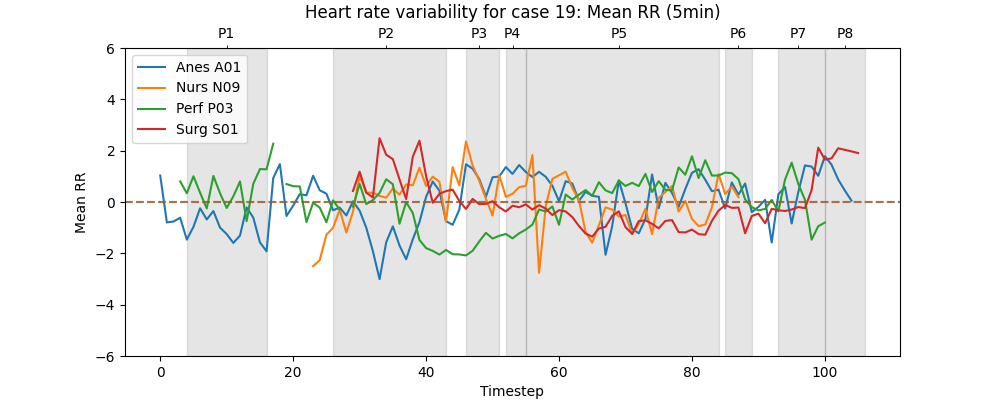 Heart rate variability for case 19: Mean RR (5min)
P1 P2 P3 P4 P5 P6 P7 P8
Anes A01
Nurs N09
Perf P03
Surg S01
Mean RR
6
4
2
0
−2
−4
−6
0 20 40 60 80 100
Timestep